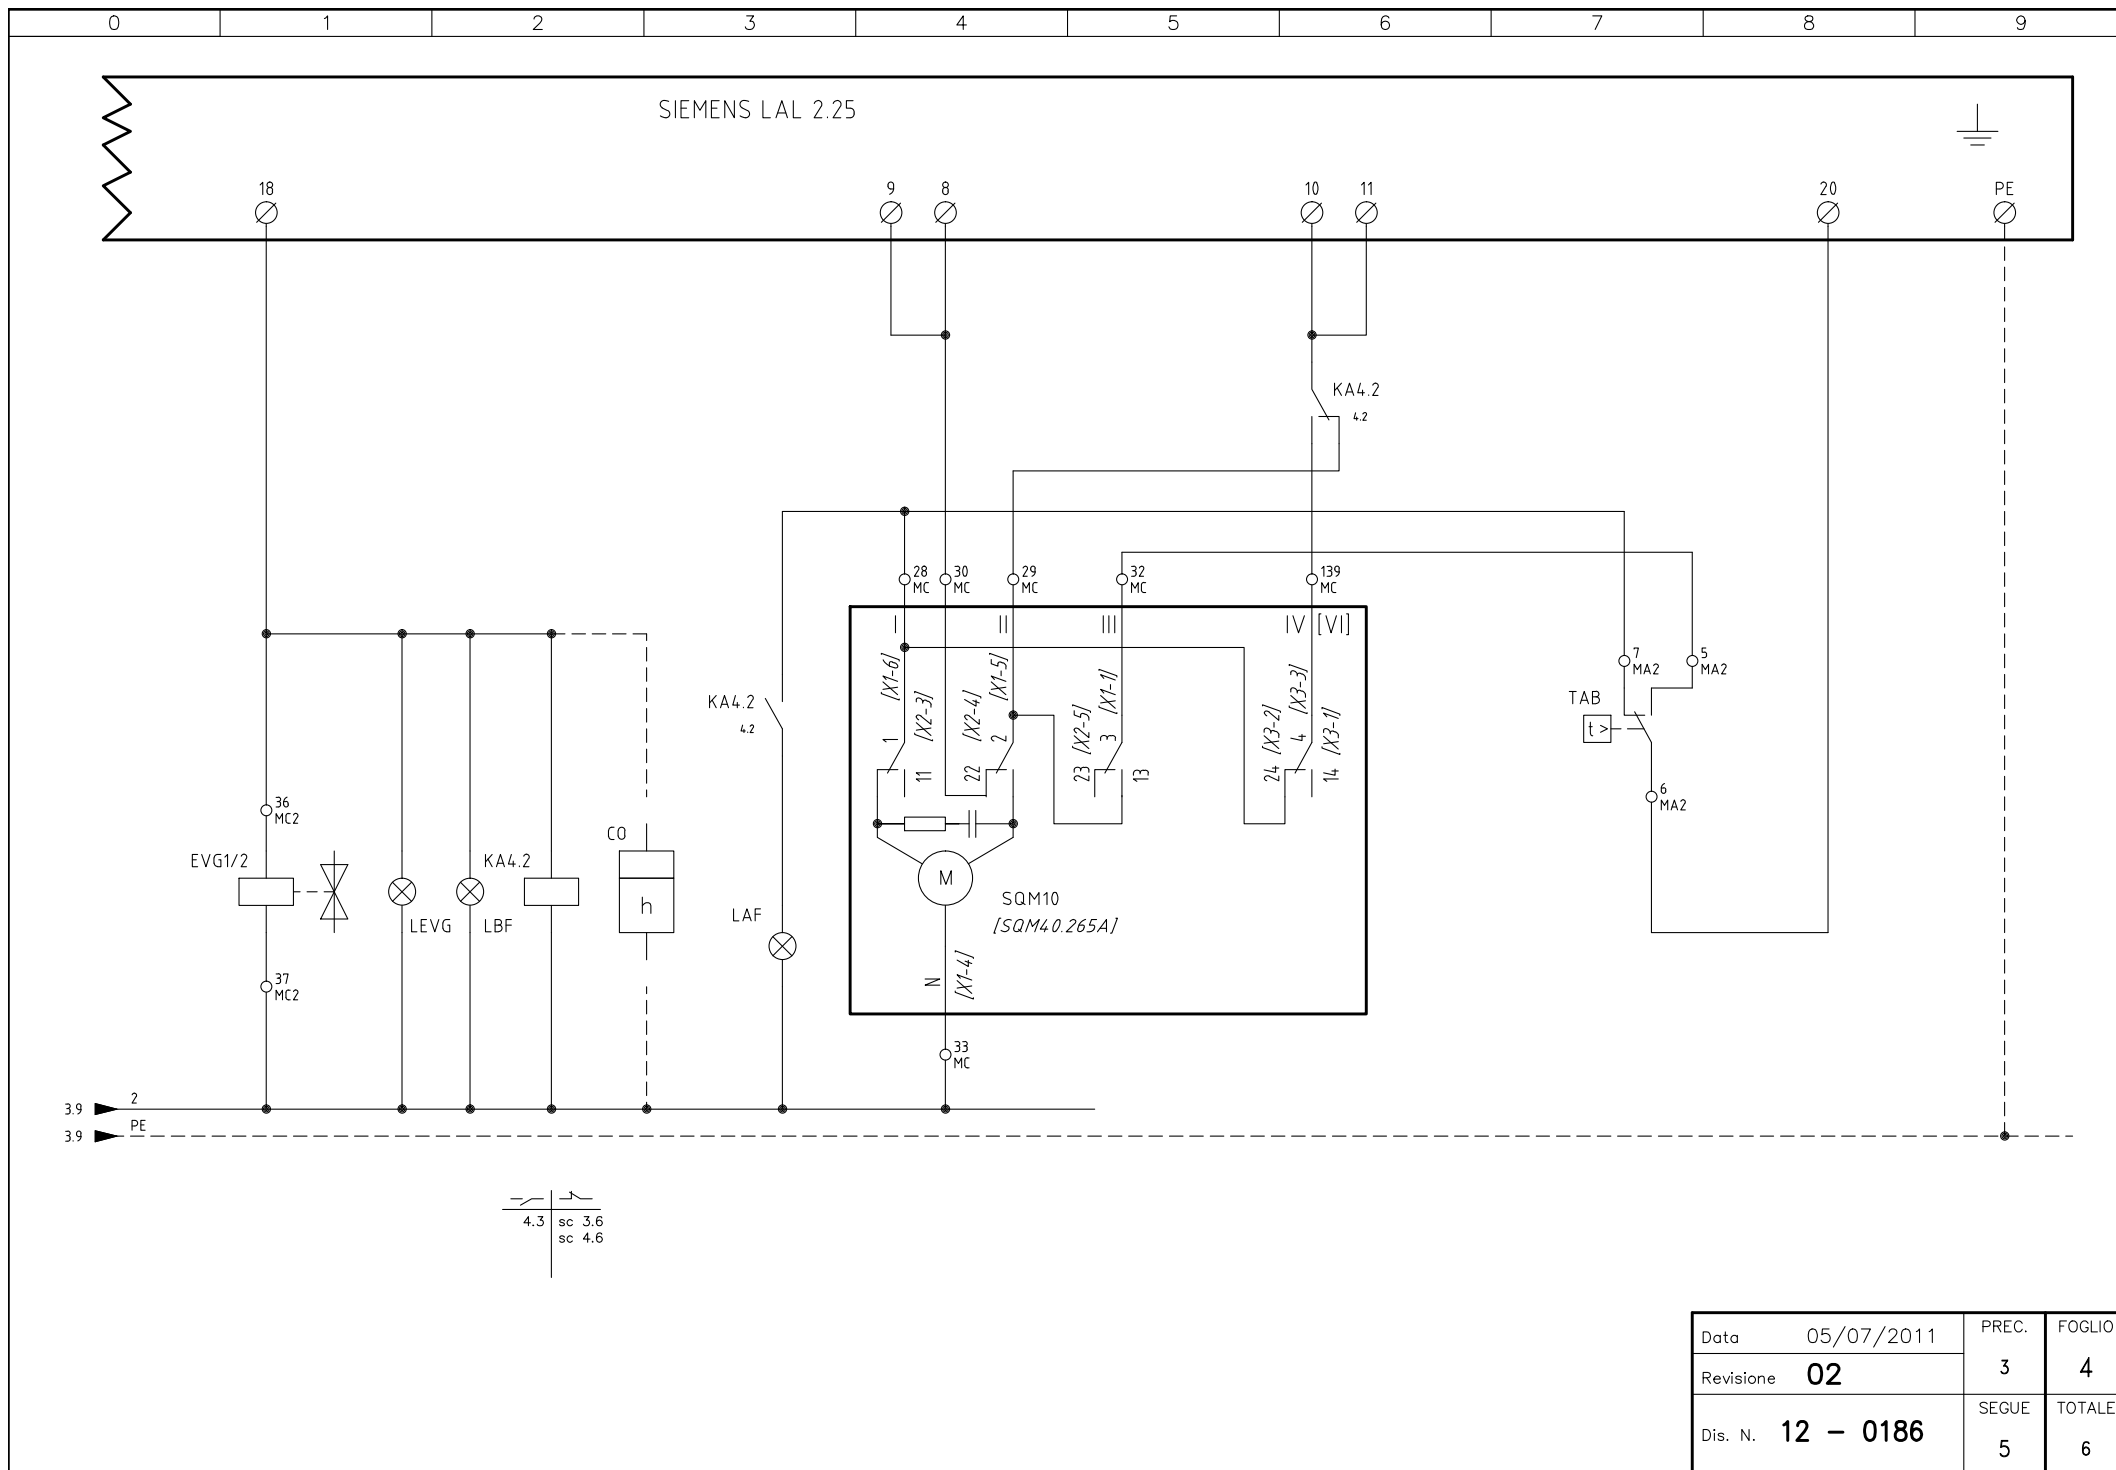 0 1 2 3 4 5 6 7 8 9
SIEMENS LAL 2.25
18 9 8 10 11 20 PE
KA4.2
4.2
28 MC
30 MC
29 MC
32 MC
139 MC
I II III IV [VI]
[X1-6]
[X2-3]
[X2-4]
[X1-5]
[X2-5]
[X1-1]
[X3-2]
[X3-3]
[X3-1]
1 11 22 2 23 3 13 24 4 14
7 MA2
5 MA2
TAB
t >
6 MA2
KA4.2
4.2
36 MC2
EVG1/2
LEVG
LBF
KA4.2
CO
h
LAF
M
SQM10
[SQM40.265A]
N
[X1-4]
37 MC2
33 MC
3.9 2
3.9 PE
4.3 sc 3.6
sc 4.6
Data 05/07/2011
PREC. 3
FOGLIO 4
Revisione 02
Dis. N. 12 - 0186
SEGUE 5
TOTALE 6